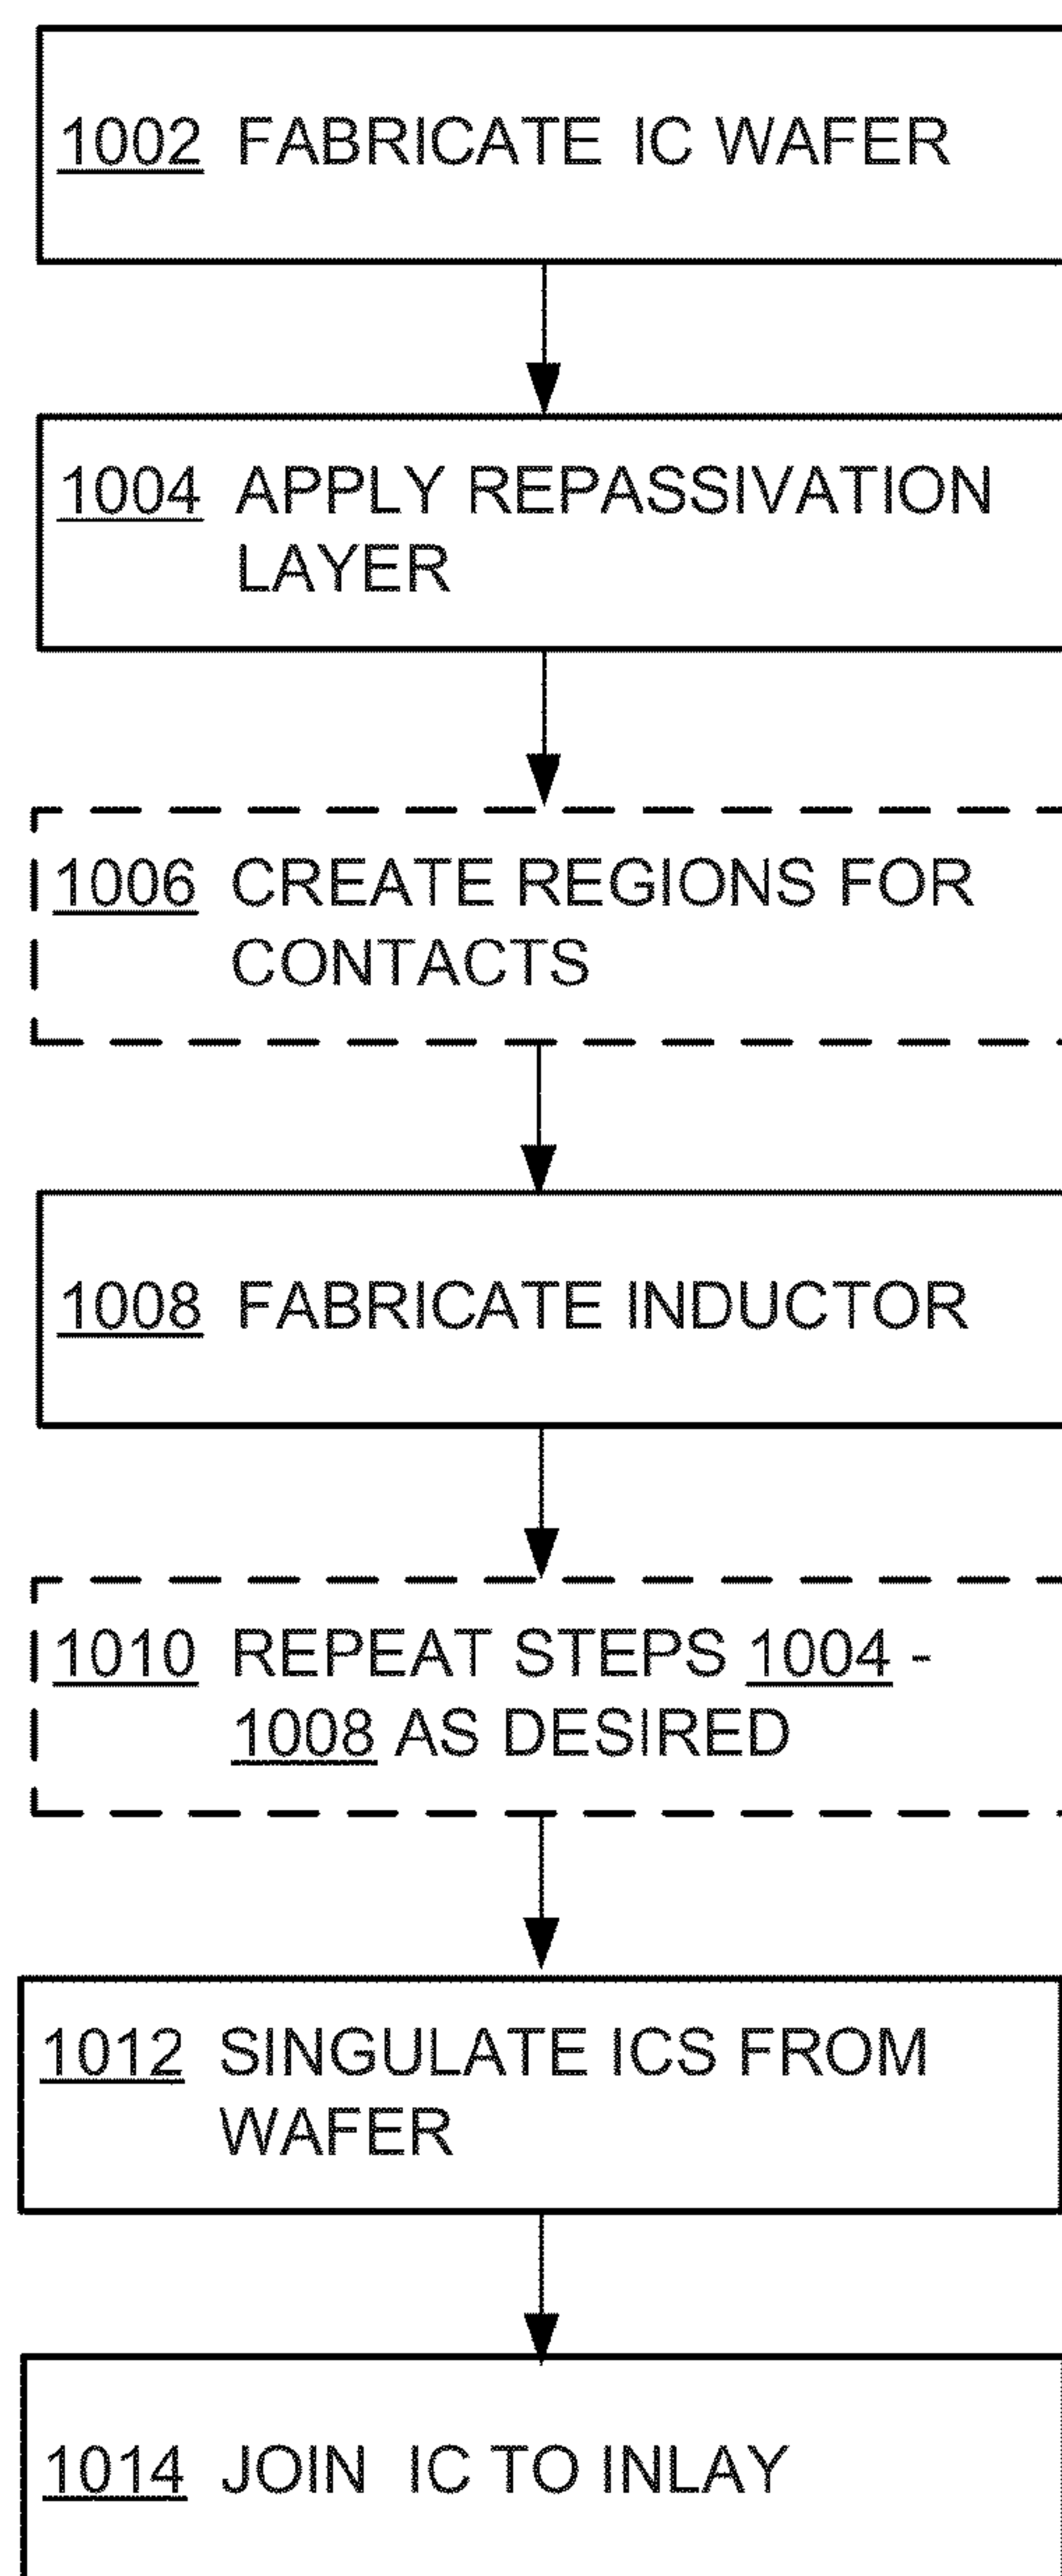 1002 FABRICATE IC WAFER
1004 APPLY REPASSIVATION
LAYER
1006 CREATE REGIONS FOR
CONTACTS
1008 FABRICATE INDUCTOR
1010 REPEAT STEPS 1004 -
1008 AS DESIRED
1012 SINGULATE ICS FROM
WAFER
1014 JOIN IC TO INLAY